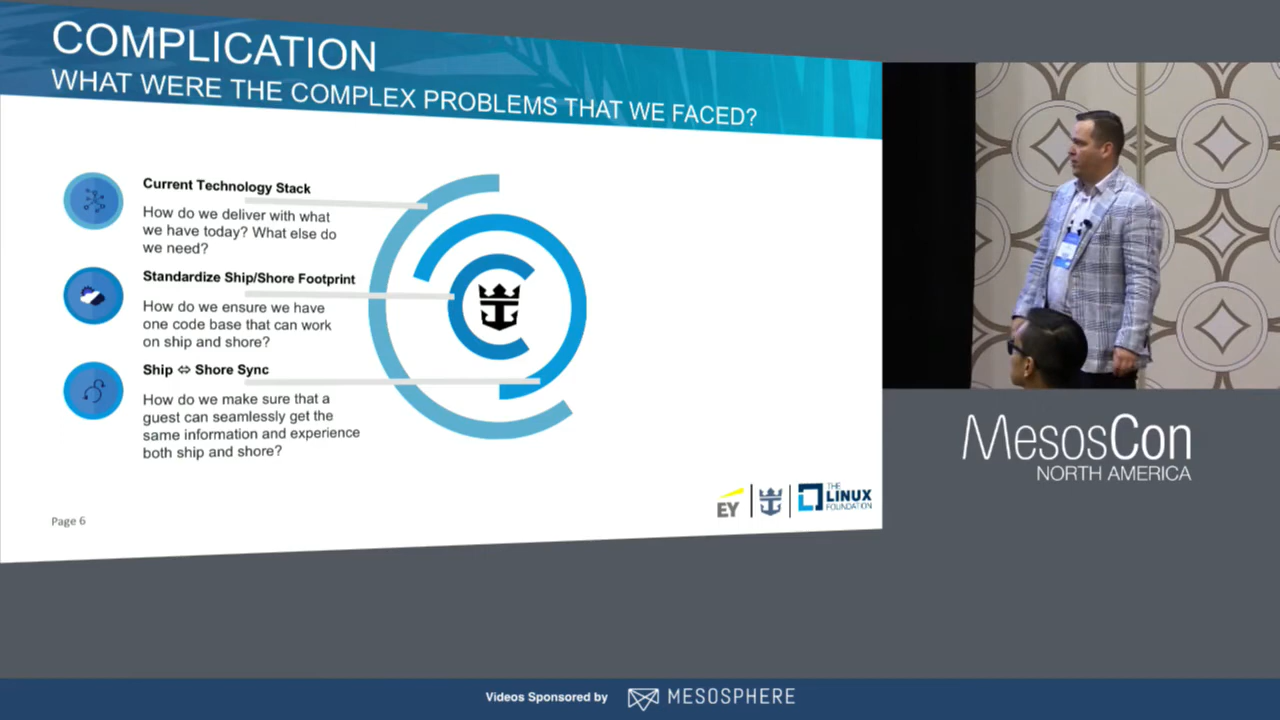 COMPLICATION
WHAT WERE THE COMPLEX PROBLEMS THAT WE FACED?
Current Technology Stack
How do we deliver with what
we have today? What else do
we need?
Standardize Ship/Shore Footprint
How do we ensure we have
one code base that can work
on ship and shore?
Ship ⇔ Shore Sync
How do we make sure that a
guest can seamlessly get the
same information and experience
both ship and shore?
Page 6
EY
THE
LINUX
FOUNDATION
MesosCon
NORTH AMERICA
Videos Sponsored by
MESOSPHERE